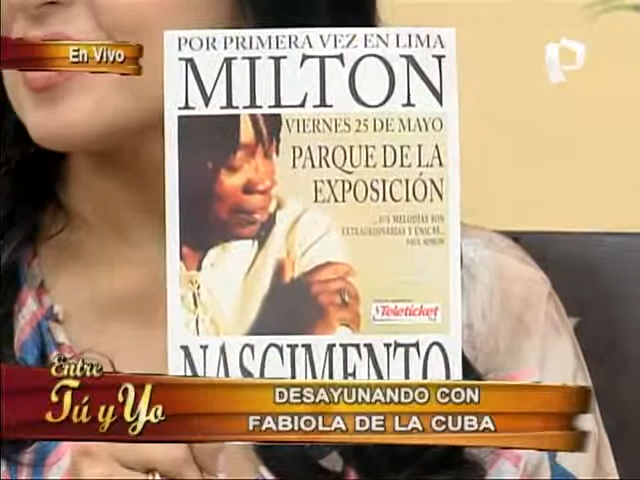 En Vivo
POR PRIMERA VEZ EN LIMA
MILTON
VIERNES 25 DE MAYO
PARQUE DE LA
EXPOSICIÓN
...SUS MELODÍAS SON
EXTRAORDINARIAS Y ÚNICAS...
PAUL SIMON
Teleticket
NASCIMENTO
Entre
Tú y Yo
DESAYUNANDO CON
FABIOLA DE LA CUBA